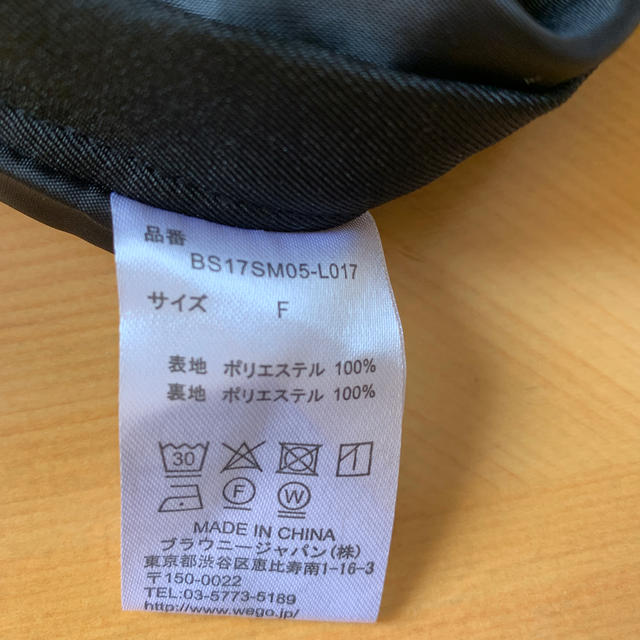 品番
BS17SM05-L017
サイズ F
表地 ポリエステル 100%
裏地 ポリエステル 100%
30
F W
MADE IN CHINA
ブラウニージャパン(株)
東京都渋谷区恵比寿南1-16-3
〒150-0022
TEL:03-5773-5189
http://www.wego.jp/